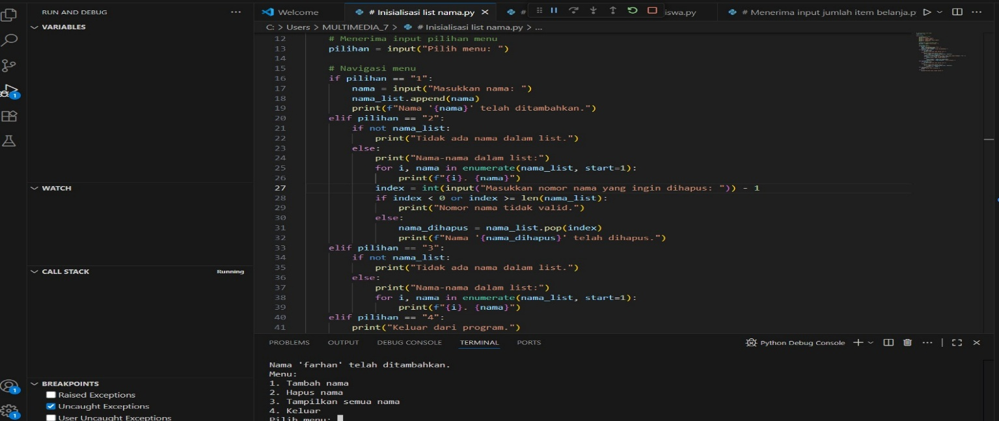 RUN AND DEBUG
VARIABLES
WATCH
CALL STACK
Running
BREAKPOINTS
Raised Exceptions
Uncaught Exceptions
User Uncaught Exceptions
1
1
1
Welcome
# Inisialisasi list nama.py
#
iswa.py
# Menerima input jumlah item belanja.p
C: > Users > MULTIMEDIA_7 > # Inisialisasi list nama.py > ...
12 # Menerima input pilihan menu
13 pilihan = input("Pilih menu: ")
14
15 # Navigasi menu
16 if pilihan == "1":
17 nama = input("Masukkan nama: ")
18 nama_list.append(nama)
19 print(f"Nama '{nama}' telah ditambahkan.")
20 elif pilihan == "2":
21 if not nama_list:
22 print("Tidak ada nama dalam list.")
23 else:
24 print("Nama-nama dalam list:")
25 for i, nama in enumerate(nama_list, start=1):
26 print(f"{i}. {nama}")
27 index = int(input("Masukkan nomor nama yang ingin dihapus: ")) - 1
28 if index < 0 or index >= len(nama_list):
29 print("Nomor nama tidak valid.")
30 else:
31 nama_dihapus = nama_list.pop(index)
32 print(f"Nama '{nama_dihapus}' telah dihapus.")
33 elif pilihan == "3":
34 if not nama_list:
35 print("Tidak ada nama dalam list.")
36 else:
37 print("Nama-nama dalam list:")
38 for i, nama in enumerate(nama_list, start=1):
39 print(f"{i}. {nama}")
40 elif pilihan == "4":
41 print("Keluar dari program.")
PROBLEMS OUTPUT DEBUG CONSOLE TERMINAL PORTS
Python Debug Console
Nama 'farhan' telah ditambahkan.
Menu:
1. Tambah nama
2. Hapus nama
3. Tampilkan semua nama
4. Keluar
Pilih menu: